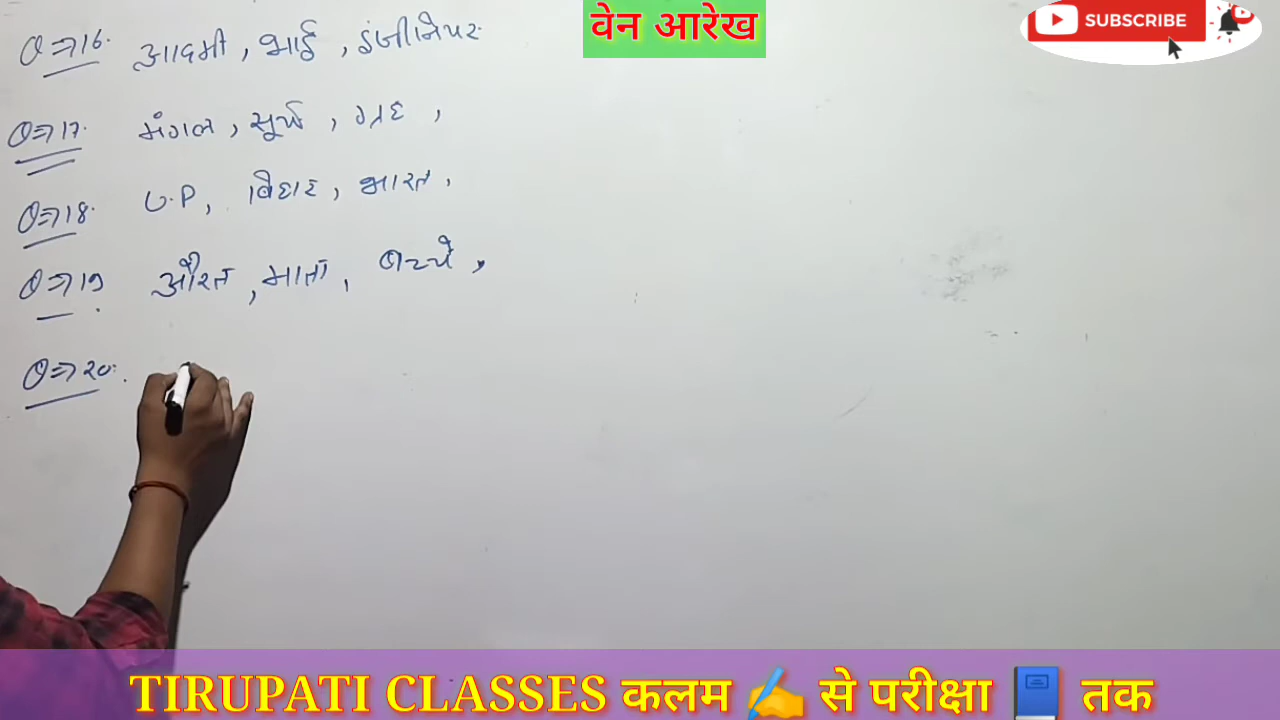 वेन आरेख
SUBSCRIBE
Q⇒16. आदमी, भाई, इंजीनियर
Q⇒17. मंगल, सूर्य, ग्रह,
Q⇒18. U.P, बिहार, भारत,
Q⇒19. औरत, माता, बच्चे,
Q⇒20.
TIRUPATI CLASSES कलम ✍️ से परीक्षा 📘 तक